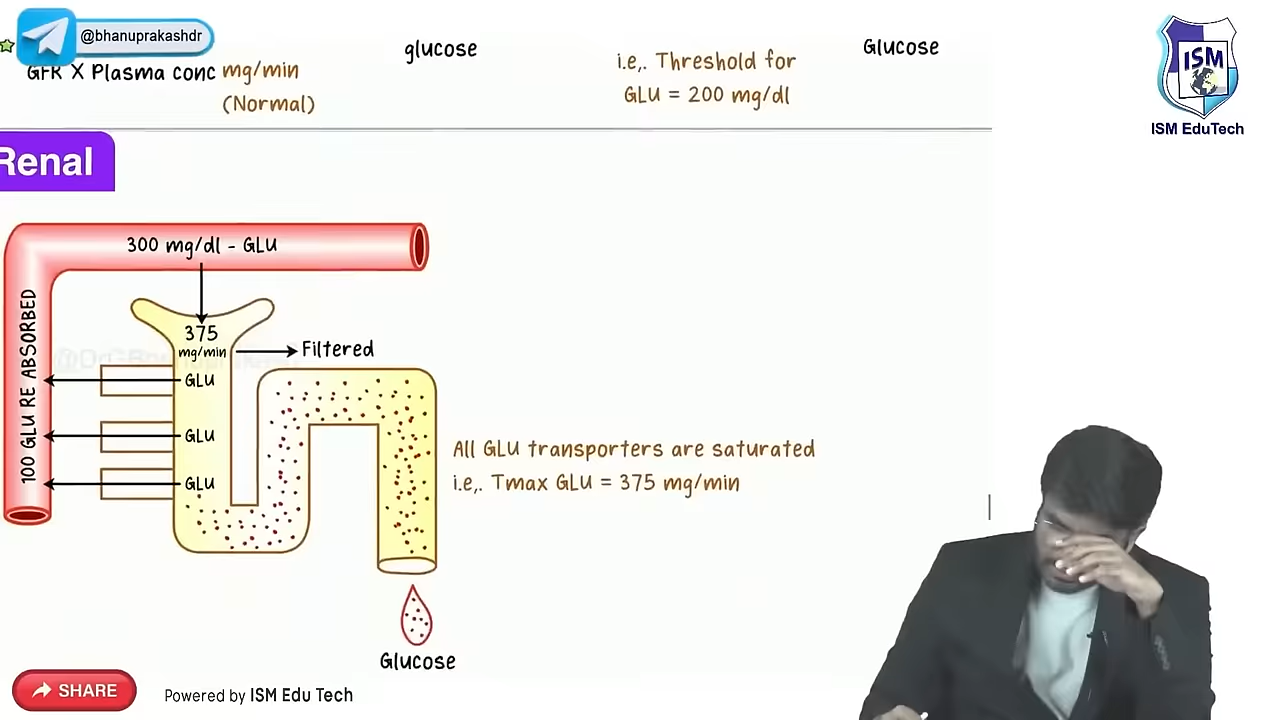 @bhanuprakashdr
GFR X Plasma conc mg/min
(Normal)
glucose
i.e,. Threshold for
GLU = 200 mg/dl
Glucose
ISM
ISM EduTech
Renal
300 mg/dl - GLU
100 GLU RE ABSORBED
375
mg/min
Filtered
GLU
GLU
GLU
All GLU transporters are saturated
i.e,. Tmax GLU = 375 mg/min
Glucose
SHARE
Powered by ISM Edu Tech